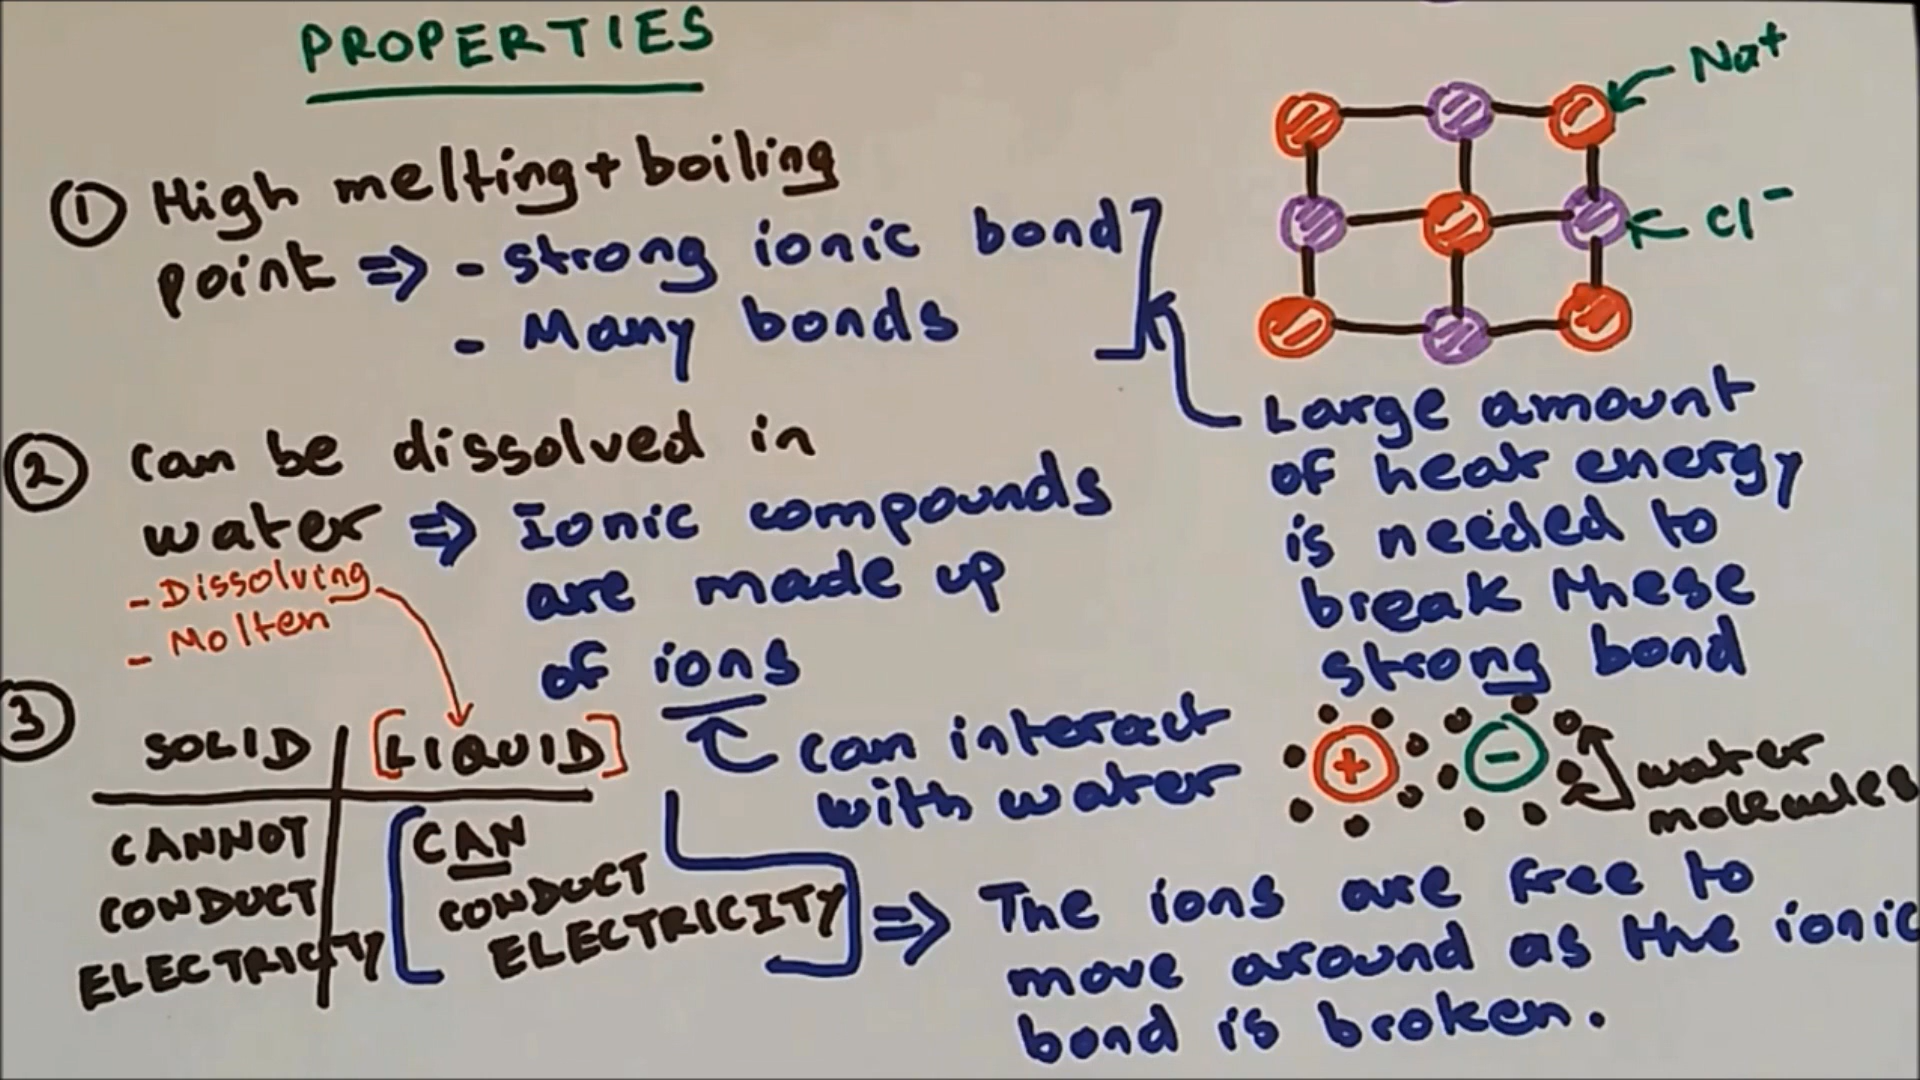 PROPERTIES
① High melting + boiling
point ⇒ - strong ionic bond
- Many bonds
Na+
Cl-
Large amount
of heat energy
is needed to
break these
strong bond
② can be dissolved in
water ⇒ Ionic compounds
are made up
of ions
can interact
with water
+
-
water
molecules
- Dissolving
- Molten
③
SOLID
[LIQUID]
CANNOT
CONDUCT
ELECTRICITY
CAN
CONDUCT
ELECTRICITY
⇒ The ions are free to
move around as the ionic
bond is broken.